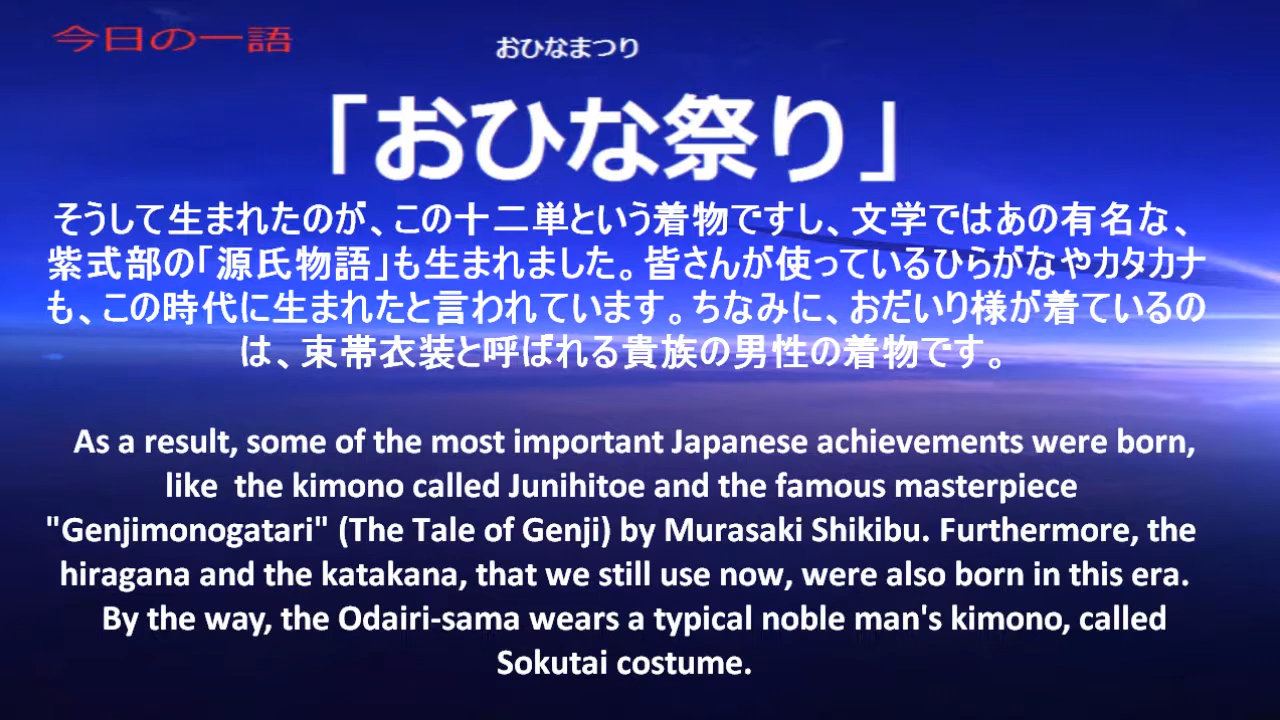 今日の一語
おひなまつり
「おひな祭り」
そうして生まれたのが、この十二単という着物ですし、文学ではあの有名な、
紫式部の「源氏物語」も生まれました。皆さんが使っているひらがなやカタカナ
も、この時代に生まれたと言われています。ちなみに、おだいり様が着ているの
は、束帯衣装と呼ばれる貴族の男性の着物です。
As a result, some of the most important Japanese achievements were born,
like  the kimono called Junihitoe and the famous masterpiece
"Genjimonogatari" (The Tale of Genji) by Murasaki Shikibu. Furthermore, the
hiragana and the katakana, that we still use now, were also born in this era.
By the way, the Odairi-sama wears a typical noble man's kimono, called
Sokutai costume.